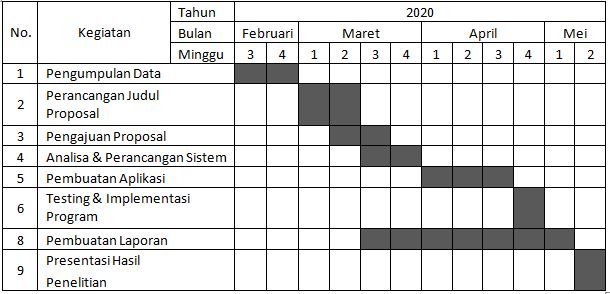 No. Kegiatan Tahun 2020
Bulan Februari Maret April Mei
Minggu 3 4 1 2 3 4 1 2 3 4 1 2
1 Pengumpulan Data
2 Perancangan Judul
Proposal
3 Pengajuan Proposal
4 Analisa & Perancangan Sistem
5 Pembuatan Aplikasi
6 Testing & Implementasi
Program
8 Pembuatan Laporan
9 Presentasi Hasil
Penelitian